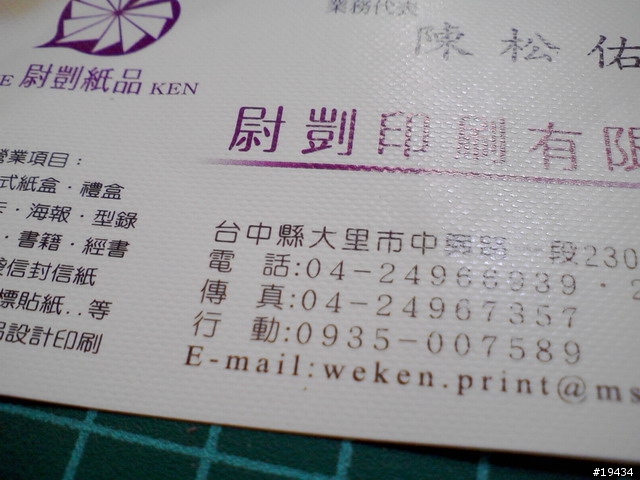 業務代表
陳松佑
E 尉剴紙品 KEN
尉剴印刷有限
營業項目：
式紙盒·禮盒
·海報·型錄
·書籍·經書
信封信紙
標貼紙..等
設計印刷
台中縣大里市中興路一段230
電 話:04-24966939·2
傳 真:04-24967357
行 動:0935-007589
E-mail:weken.print@ms
#19434